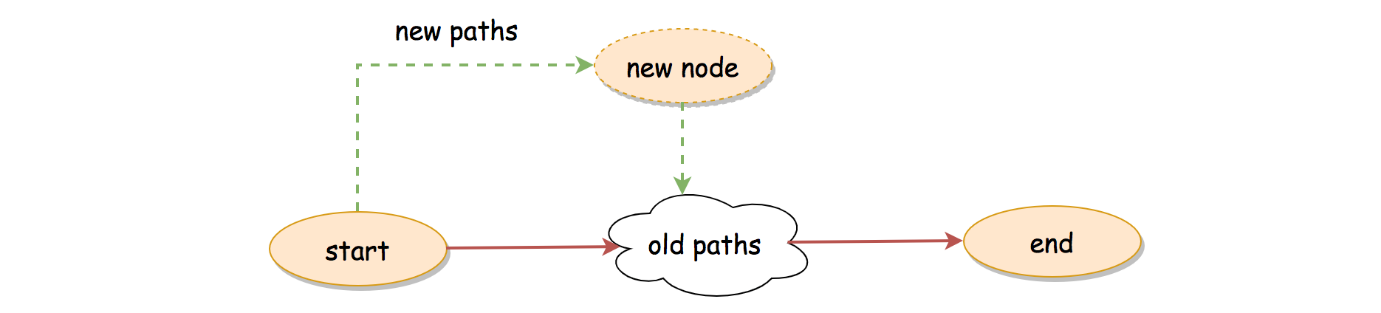 new paths
new node
start
old paths
end